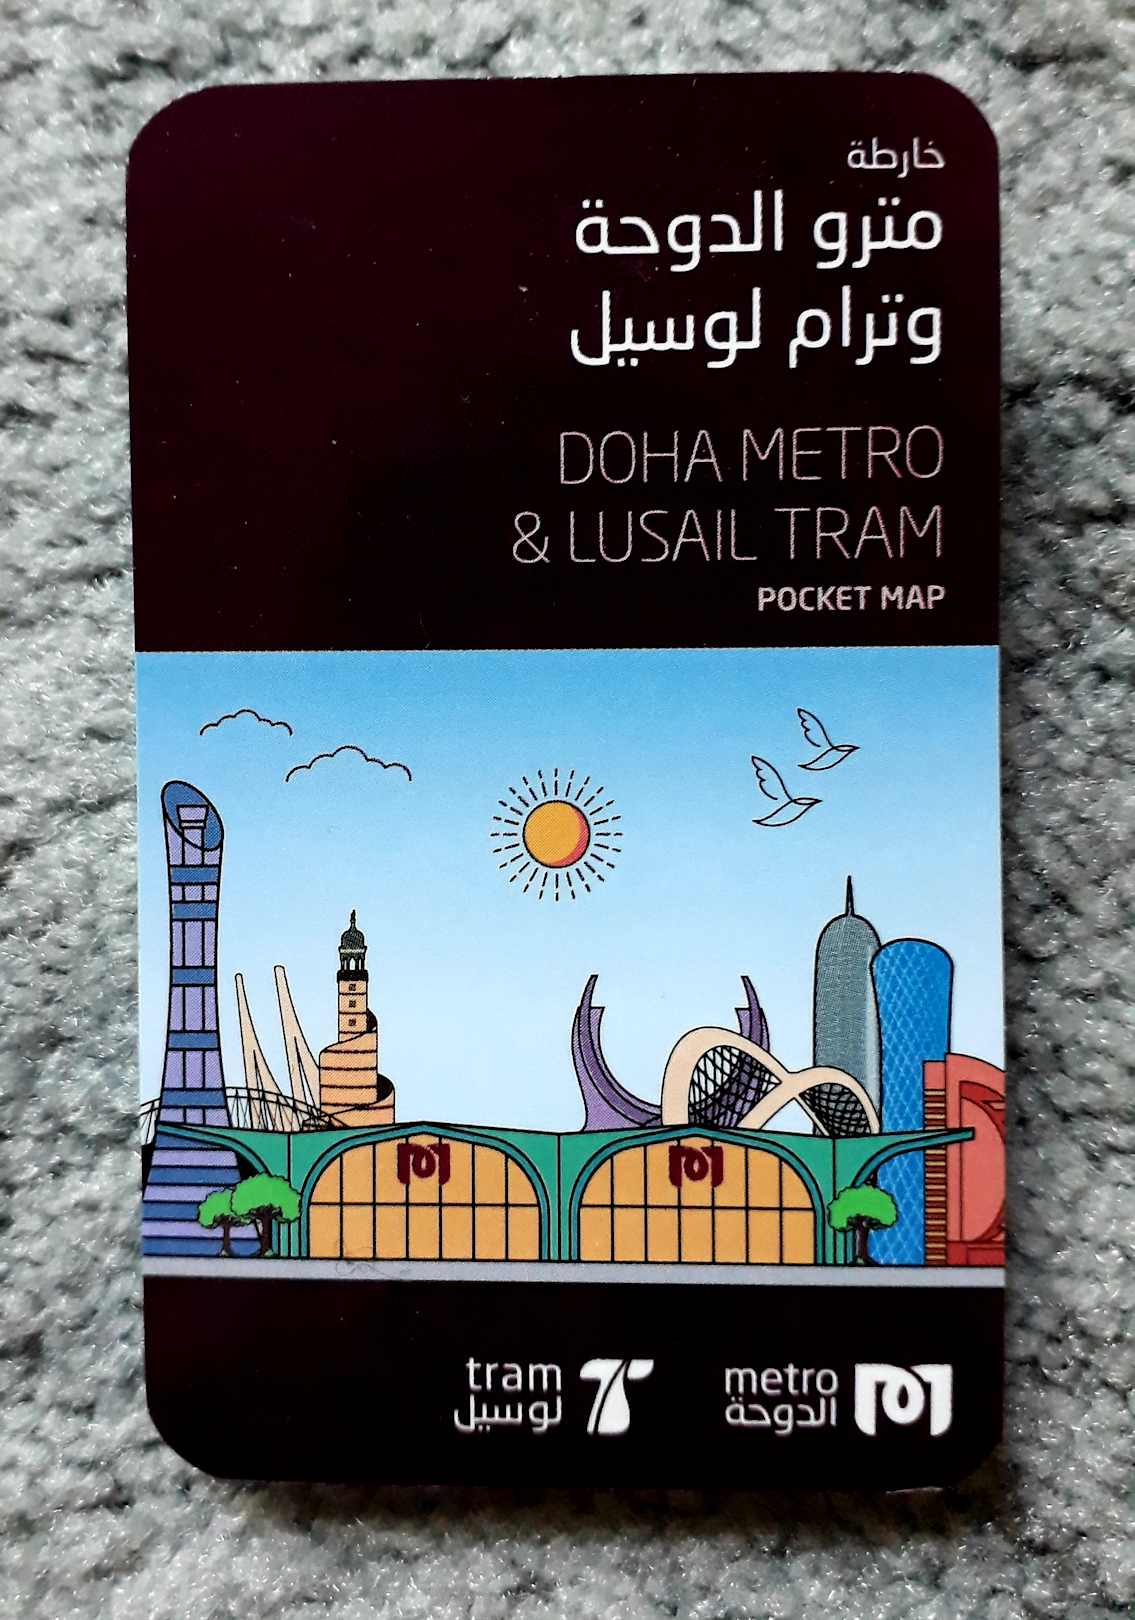 خارطة
مترو الدوحة
وترام لوسيل
DOHA METRO
& LUSAIL TRAM
POCKET MAP
tram
لوسيل
metro
الدوحة